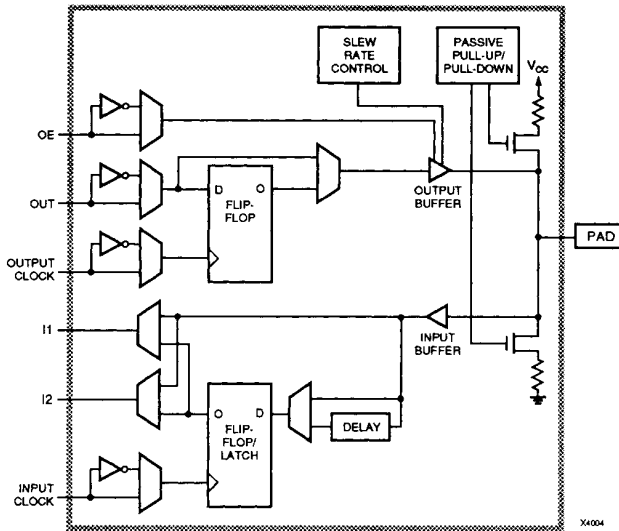 SLEW
RATE
CONTROL
PASSIVE
PULL-UP/
PULL-DOWN
VCC
OE
OUT
D
O
FLIP-
FLOP
OUTPUT
BUFFER
PAD
OUTPUT
CLOCK
I1
INPUT
BUFFER
I2
O
D
FLIP-
FLOP/
LATCH
DELAY
INPUT
CLOCK
X4004